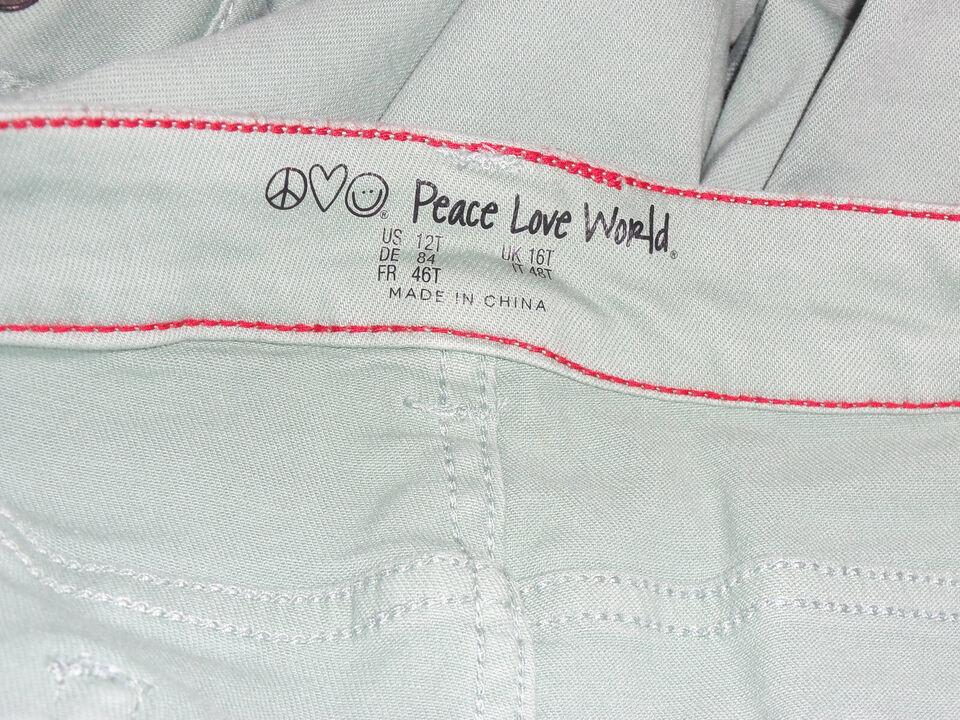 ® Peace Love World®
US 12T UK 16T
DE 84 IT 48T
FR 46T
MADE IN CHINA